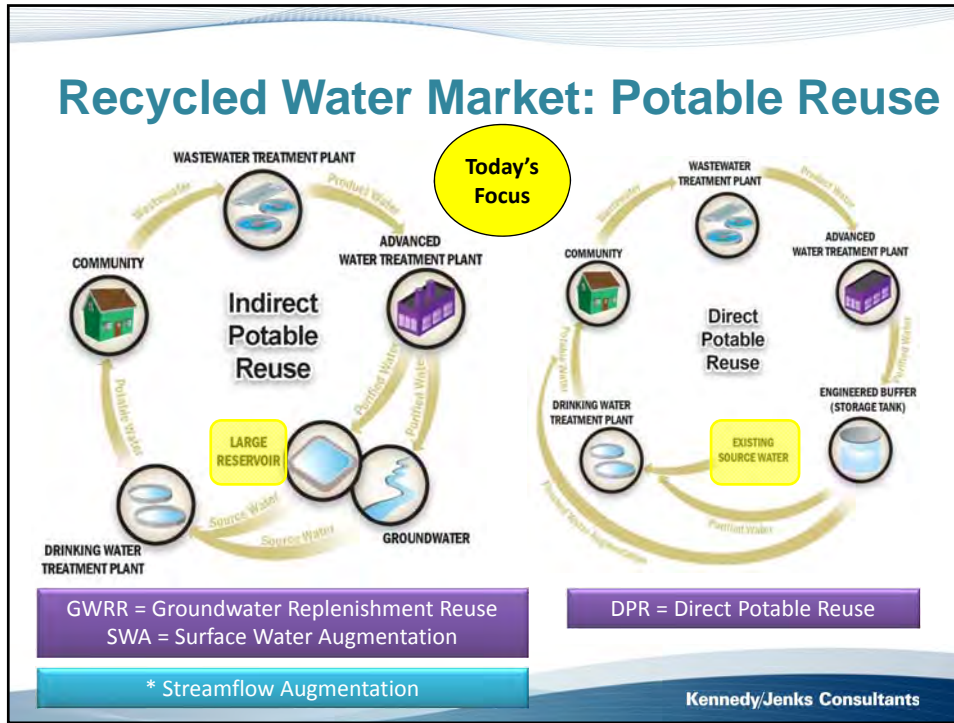 Recycled Water Market: Potable Reuse
Today's
Focus
WASTEWATER TREATMENT PLANT
Wastewater
Product Water
COMMUNITY
ADVANCED
WATER TREATMENT PLANT
Indirect
Potable
Reuse
Purified Water
Purified Water
Potable Water
LARGE
RESERVOIR
Source Water
Source Water
GROUNDWATER
DRINKING WATER
TREATMENT PLANT
WASTEWATER
TREATMENT PLANT
Wastewater
Product Water
COMMUNITY
ADVANCED
WATER TREATMENT PLANT
Direct
Potable
Reuse
Potable Water
Purified Water
ENGINEERED BUFFER
(STORAGE TANK)
DRINKING WATER
TREATMENT PLANT
EXISTING
SOURCE WATER
Purified Water
Water Augmentation
GWRR = Groundwater Replenishment Reuse
SWA = Surface Water Augmentation
DPR = Direct Potable Reuse
* Streamflow Augmentation
Kennedy/Jenks Consultants